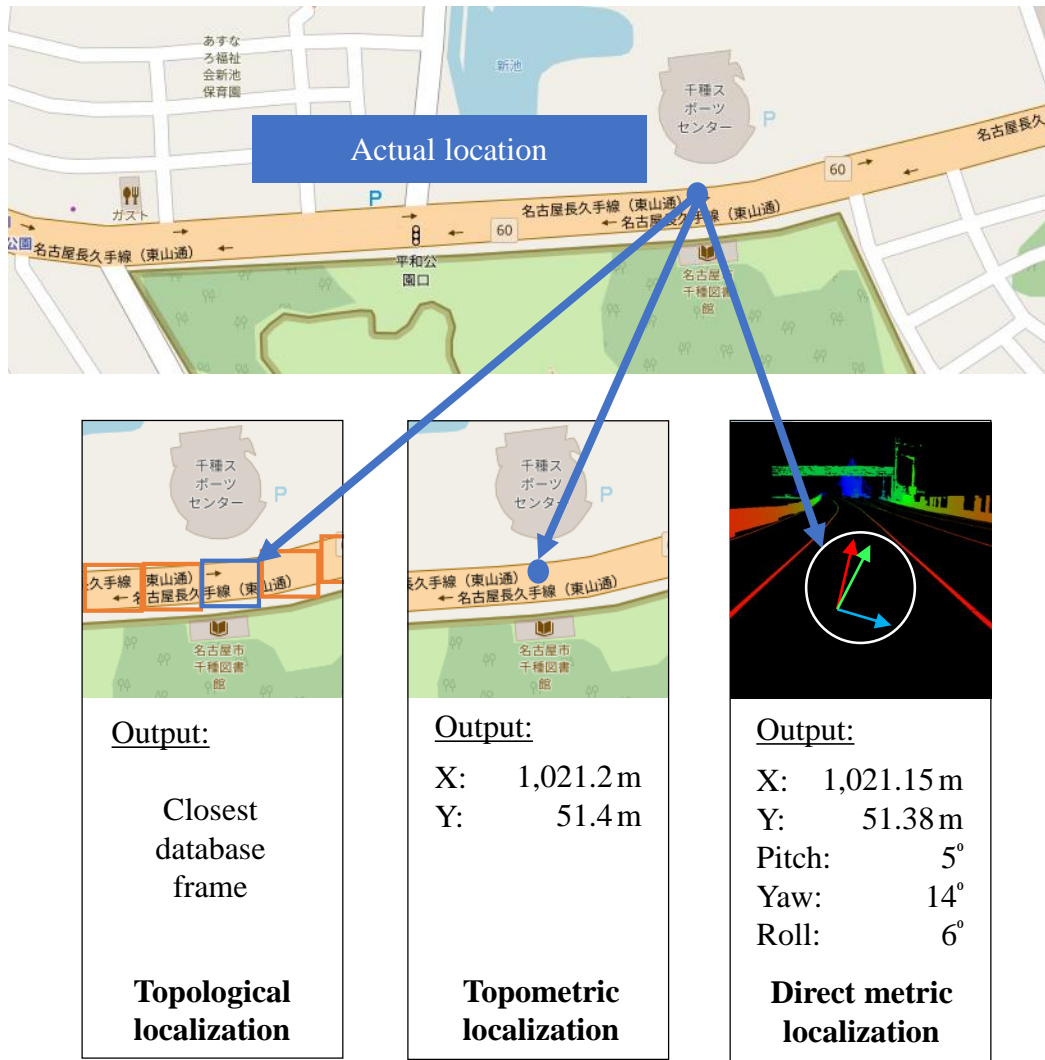 あすな
ろ福祉
会新池
保育園
新池
千種ス
ポーツ
センター
P
Actual location
名古屋長久
60
P
ガスト
名古屋長久手線（東山通）
名古屋長久手線（東山通）
60
公園
名古屋長久手線（東山通）
平和公
園口
名古屋市
千種図書
館
千種ス
ポーツ
センター
P
久手線（東山通）
名古屋長久手線（東山通）
名古屋市
千種図書
館
Output:
Closest
database
frame
Topological
localization
千種ス
ポーツ
センター
P
長久手線（東山通）
名古屋長久手線（東山通）
名古屋市
千種図書
館
Output:
X: 1,021.2 m
Y: 51.4 m
Topometric
localization
Output:
X: 1,021.15 m
Y: 51.38 m
Pitch: 5°
Yaw: 14°
Roll: 6°
Direct metric
localization